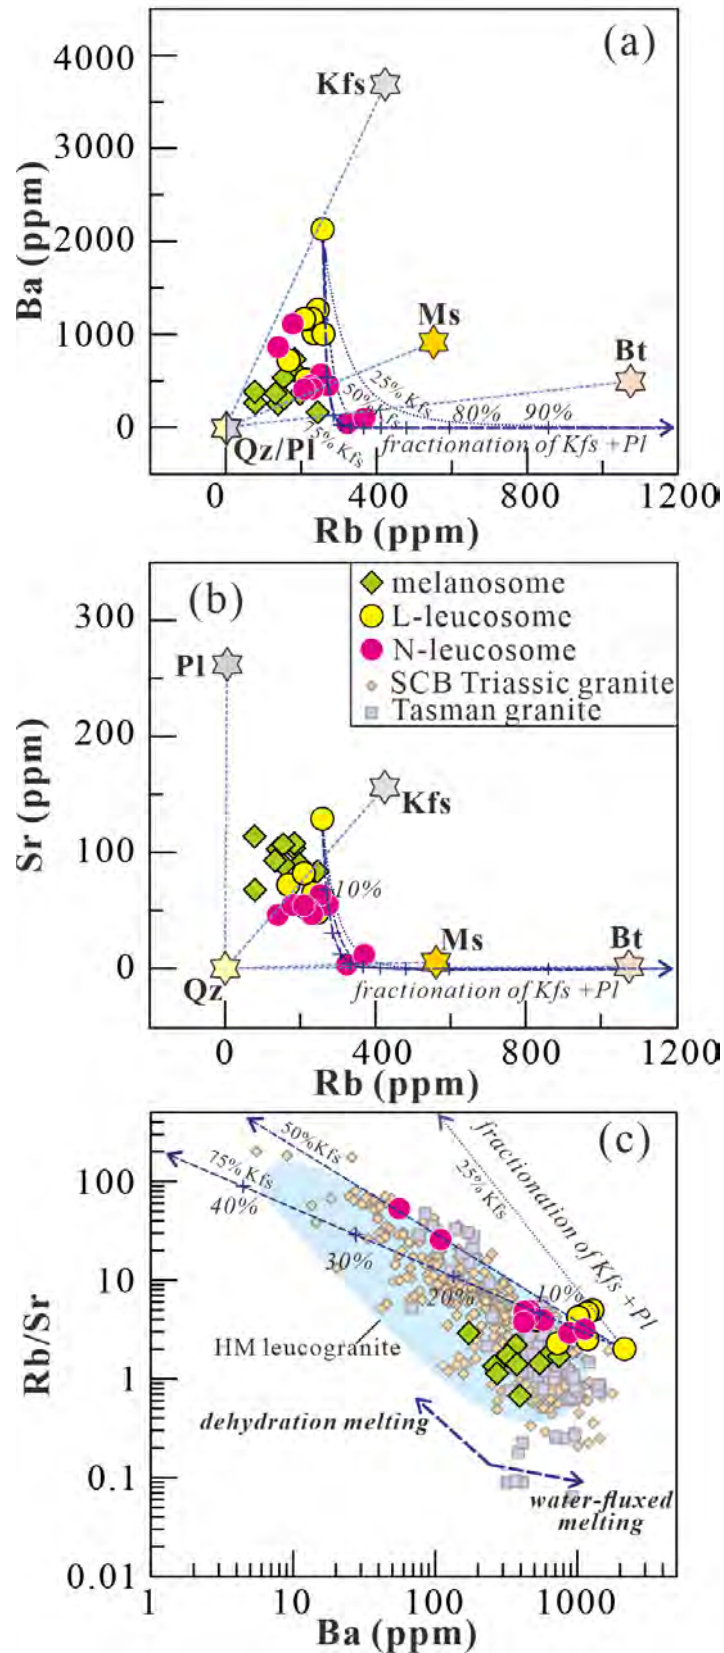 (a)
4000
3000
2000
1000
0
Ba (ppm)
Kfs
Ms
Bt
Qz/Pl
25% Kfs
50% Kfs
75% Kfs
80%
90%
fractionation of Kfs +Pl
0
400
800
1200
Rb (ppm)
(b)
300
200
100
0
Sr (ppm)
melanosome
L-leucosome
N-leucosome
SCB Triassic granite
Tasman granite
Pl
Kfs
10%
Ms
Bt
Qz
fractionation of Kfs +Pl
0
400
800
1200
Rb (ppm)
(c)
100
10
1
0.1
0.01
Rb/Sr
50%Kfs
75%Kfs
25% Kfs
fractionation of Kfs +Pl
40%
30%
20%
10%
HM leucogranite
dehydration melting
water-fluxed
melting
1
10
100
1000
Ba (ppm)